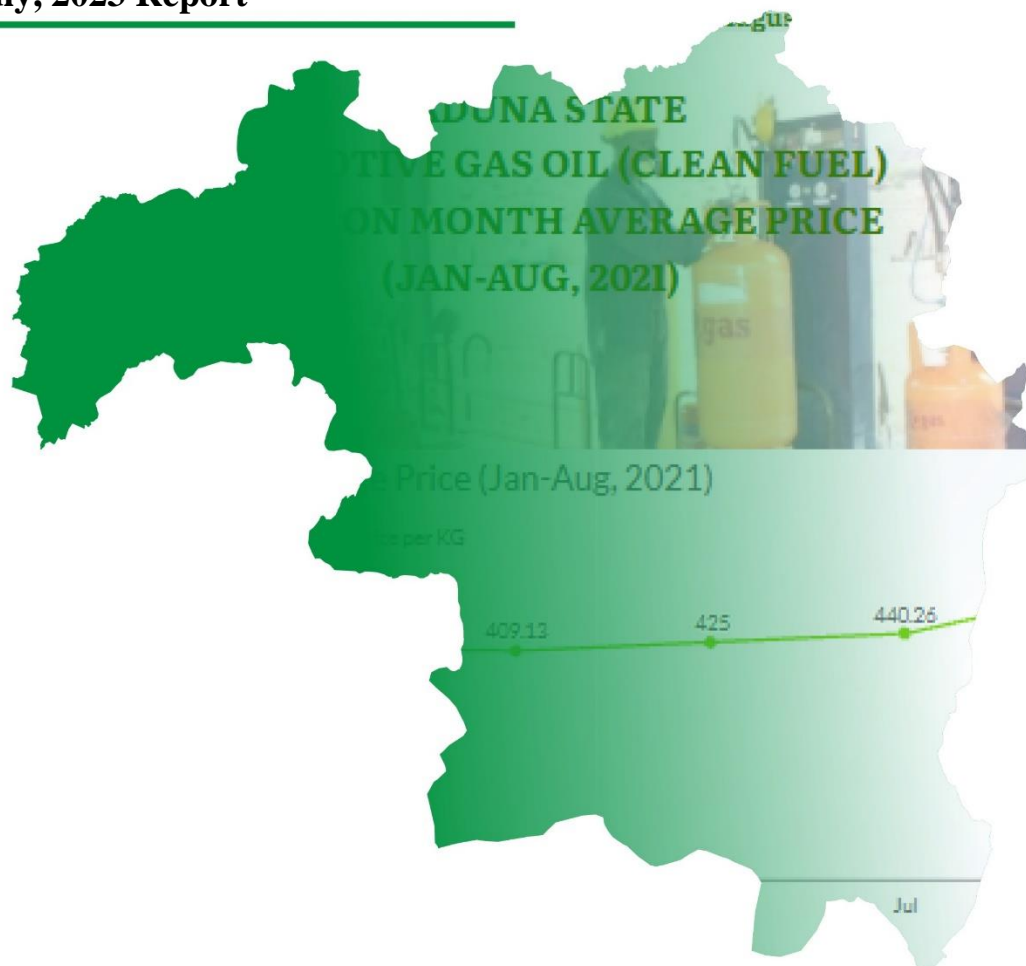 2023 Report
DUNA STATE
OTIVE GAS OIL (CLEAN FUEL)
ON MONTH AVERAGE PRICE
(JAN-AUG, 2021)
gas
gas
Price (Jan-Aug, 2021)
per KG
409.13
425
440.26
Jul